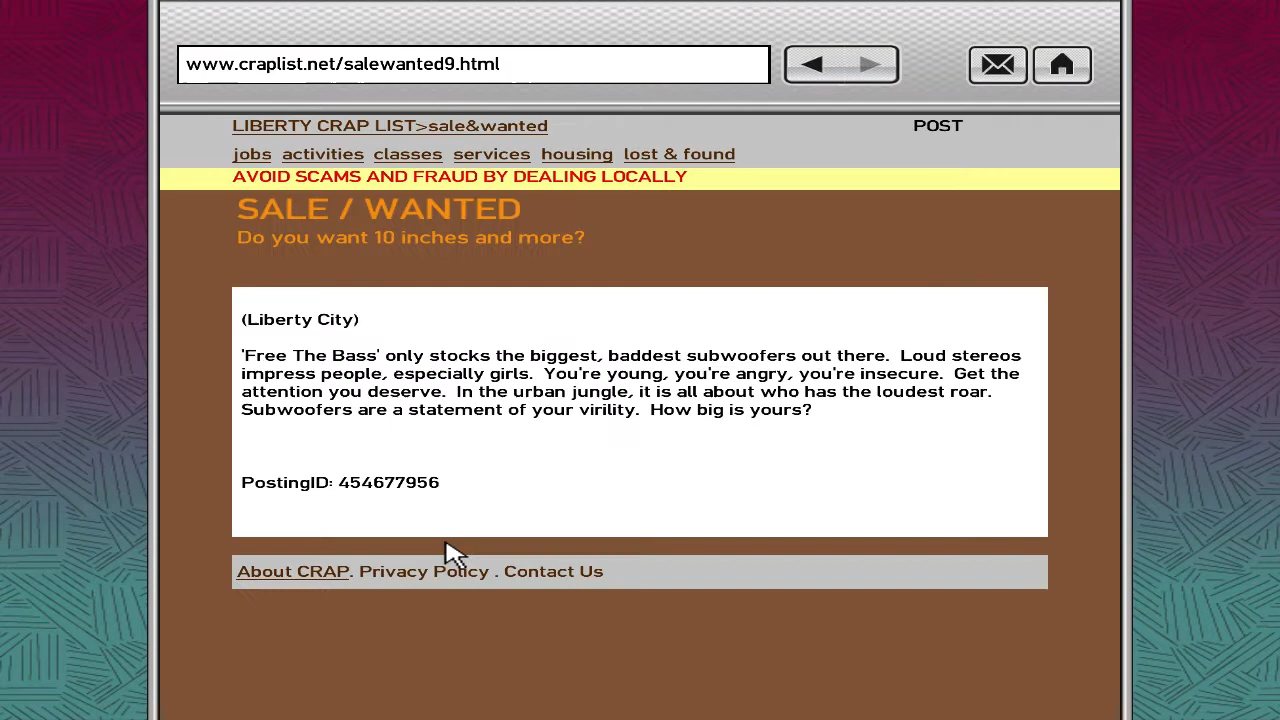 www.craplist.net/salewanted9.html
LIBERTY CRAP LIST>sale&wanted
POST
jobs activities classes services housing lost & found
AVOID SCAMS AND FRAUD BY DEALING LOCALLY
SALE / WANTED
Do you want 10 inches and more?
(Liberty City)
'Free The Bass' only stocks the biggest, baddest subwoofers out there.  Loud stereos
impress people, especially girls.  You're young, you're angry, you're insecure.  Get the
attention you deserve.  In the urban jungle, it is all about who has the loudest roar.
Subwoofers are a statement of your virility.  How big is yours?
PostingID: 454677956
About CRAP. Privacy Policy . Contact Us